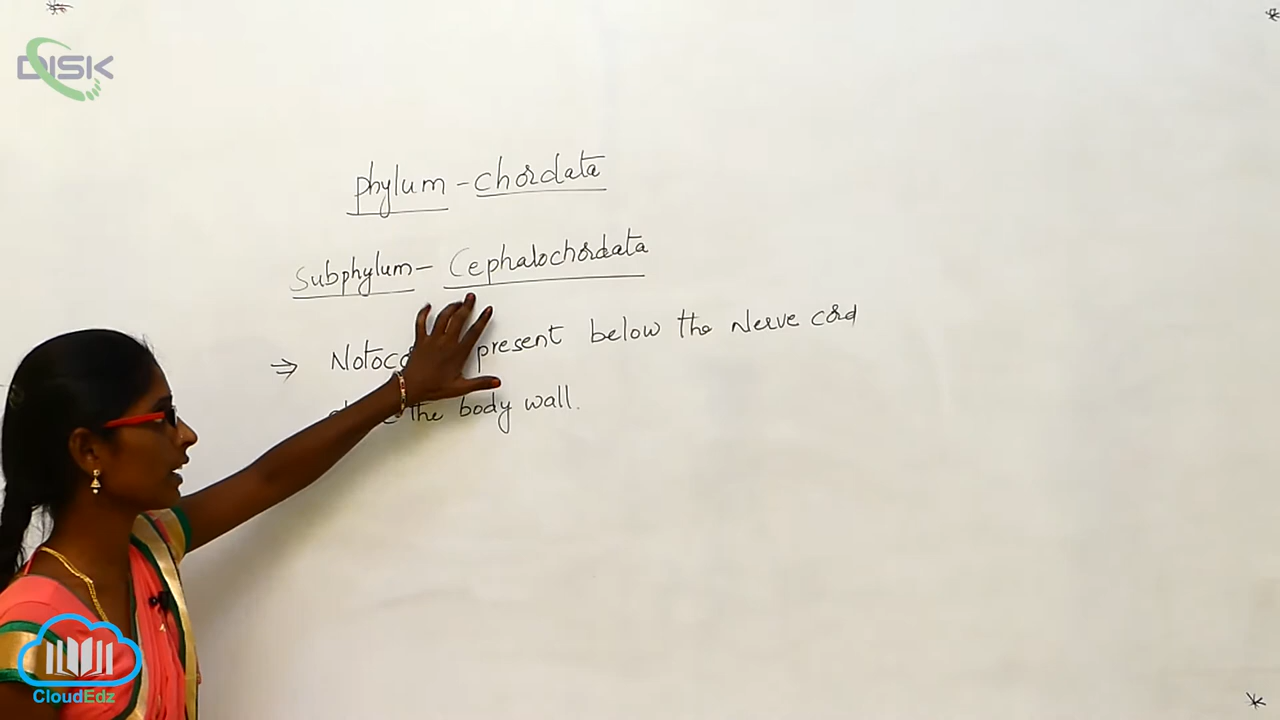 DISK
phylum - chordata
Subphylum - Cephalochordata
⇒ present below the Nerve cord
the body wall.
CloudEdz